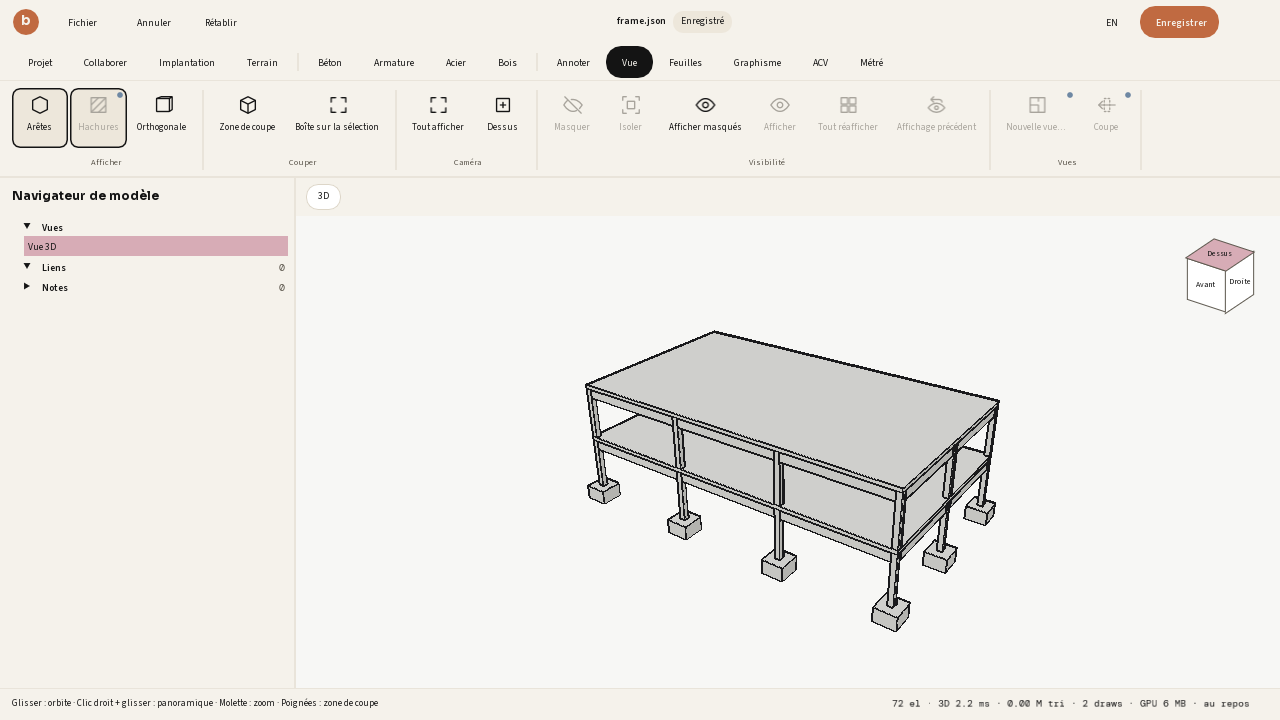 b Fichier Annuler Rétablir frame.json Enregistré EN Enregistrer
Projet Collaborer Implantation Terrain Béton Armature Acier Bois Annoter Vue Feuilles Graphisme ACV Métré
Arêtes Hachures Orthogonale Zone de coupe Boîte sur la sélection Tout afficher Dessus Masquer Isoler Afficher masqués Afficher Tout réafficher Affichage précédent Nouvelle vue... Coupe
Afficher Couper Caméra Visibilité Vues
Navigateur de modèle
3D
Vues
Vue 3D
Liens 0
Notes 0
Dessus
Avant Droite
Glisser : orbite · Clic droit + glisser : panoramique · Molette : zoom · Poignées : zone de coupe
72 el · 3D 2.2 ms · 0.00 M tri · 2 draws · GPU 6 MB · au repos